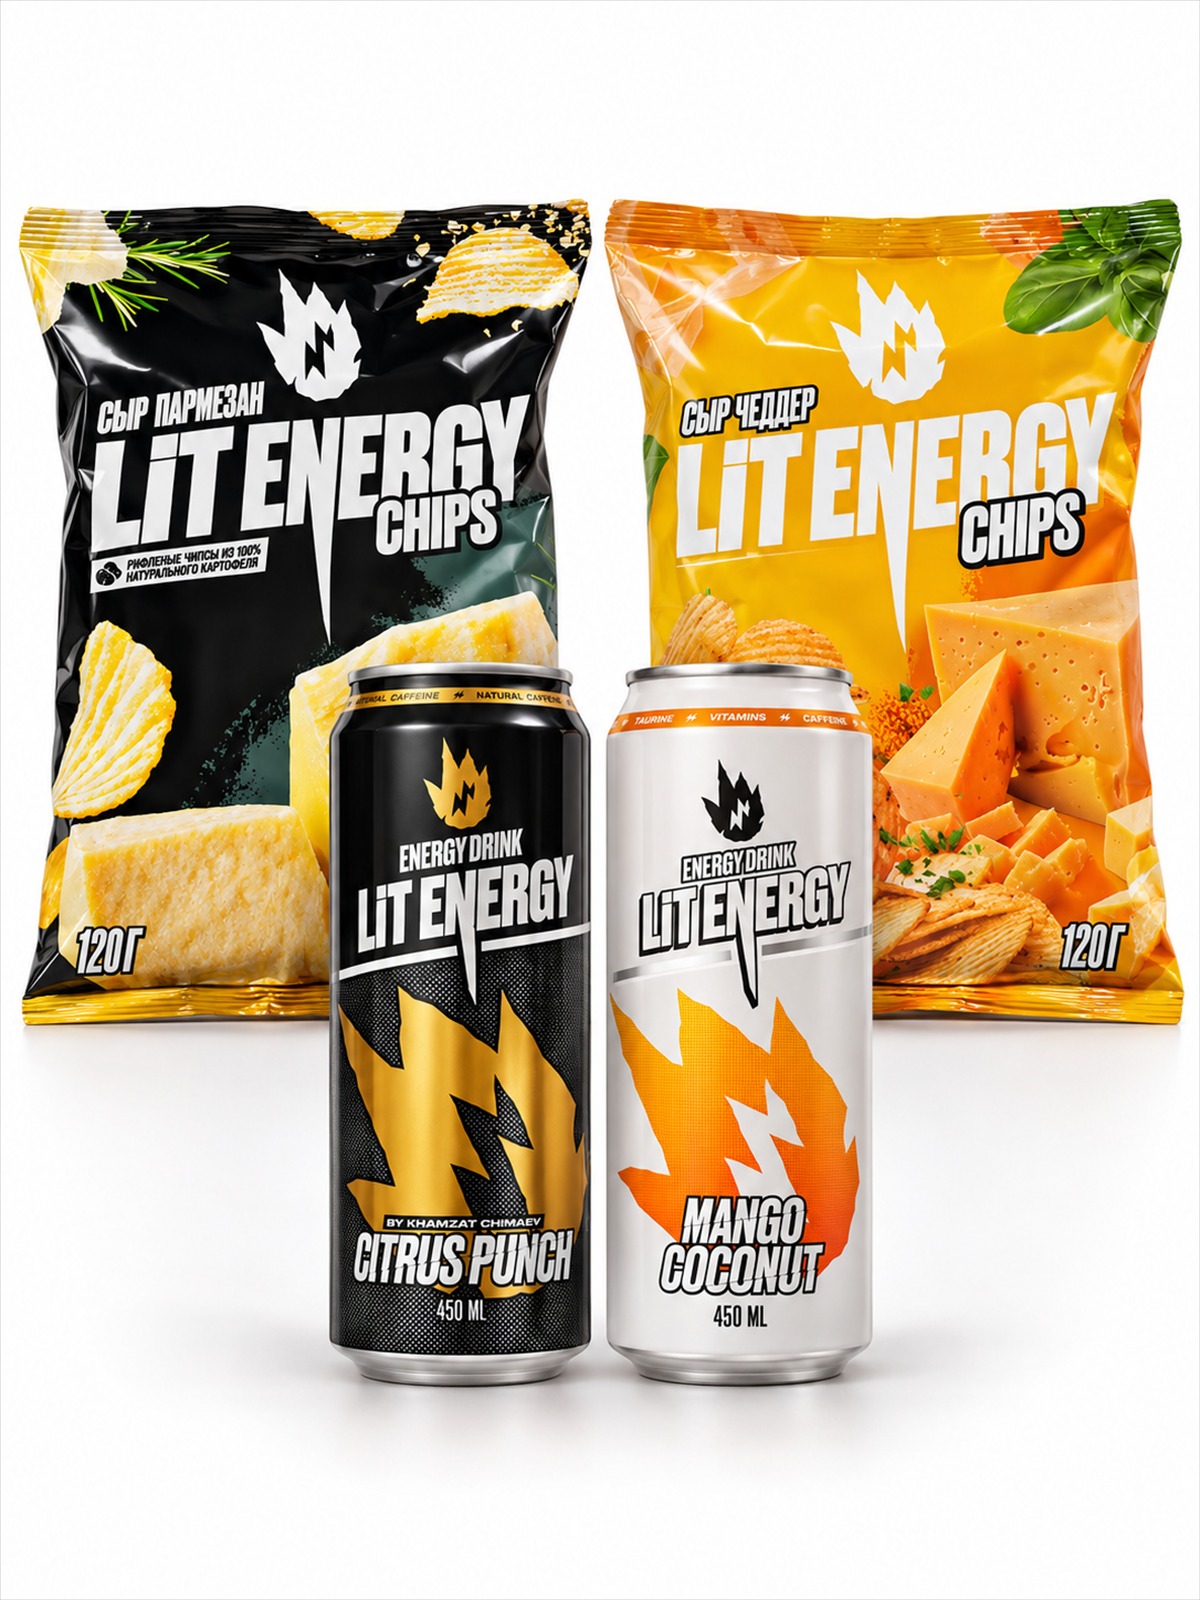 СЫР ПАРМЕЗАН
LiT ENERGY
CHIPS
РИФЛЕНЫЕ ЧИПСЫ ИЗ 100%
НАТУРАЛЬНОГО КАРТОФЕЛЯ
120Г
СЫР ЧЕДДЕР
LiT ENERGY
CHIPS
120Г
NATURAL CAFFEINE NATURAL CAFFEINE
ENERGY DRINK
LiT ENERGY
BY KHAMZAT CHIMAEV
CITRUS PUNCH
450 ML
TAURINE VITAMINS CAFFEINE
ENERGY DRINK
LiT ENERGY
MANGO
COCONUT
450 ML